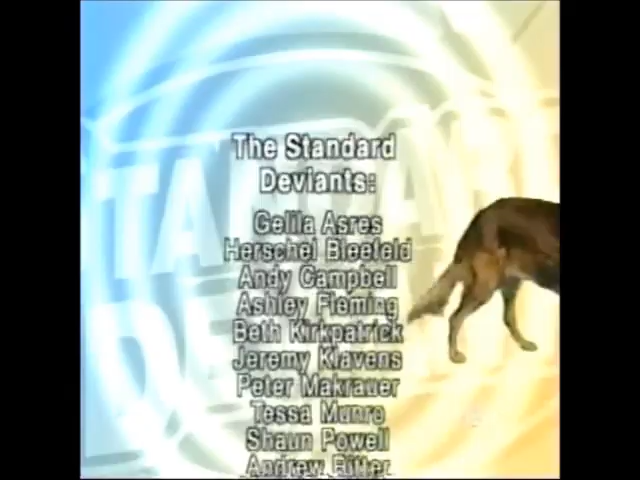 The Standard
Deviants:
Gelila Asres
Herschel Bleefeld
Andy Campbell
Ashley Fleming
Beth Kirkpatrick
Jeremy Klavens
Peter Makrauer
Tessa Munro
Shaun Powell
Andrew Ritter